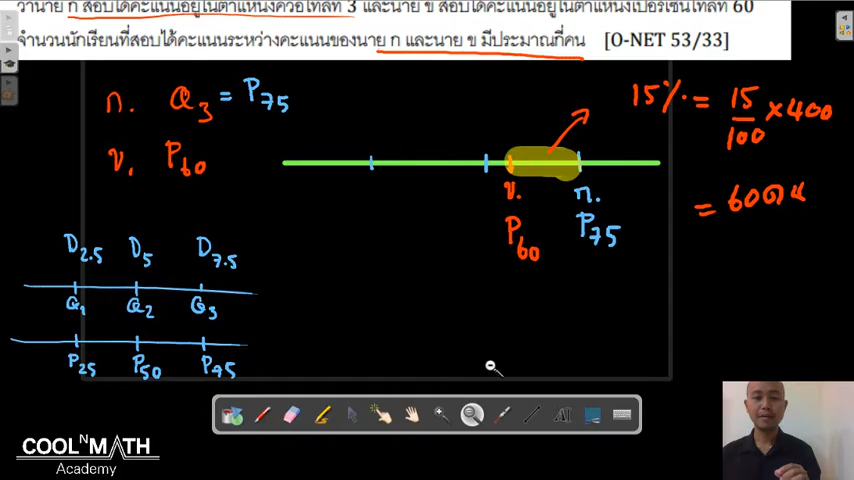 ว่านาย ก สอบได้คะแนนอยู่ในตำแหน่งควอไทล์ที่ 3 และนาย ข สอบได้คะแนนอยู่ในตำแหน่งเปอร์เซ็นไทล์ที่ 60
จำนวนนักเรียนที่สอบได้คะแนนระหว่างคะแนนของนาย ก และนาย ข มีประมาณกี่คน [O-NET 53/33]
ก. Q3 = P75
ข. P60
15% = 15/100 × 400
= 60 คน
ข. ก.
P60 P75
D2.5 D5 D7.5
Q1 Q2 Q3
P25 P50 P75
COOL N MATH
Academy